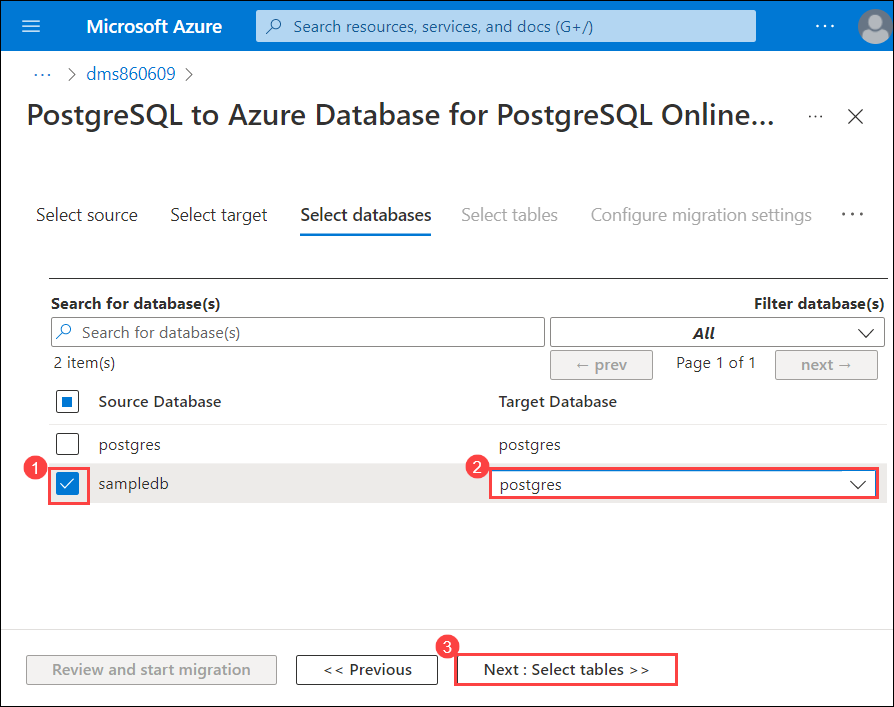 Microsoft Azure
Search resources, services, and docs (G+/)
...
... > dms860609 >
PostgreSQL to Azure Database for PostgreSQL Online...
...
Select source
Select target
Select databases
Select tables
Configure migration settings
...
Search for database(s)
Filter database(s)
Search for database(s)
All
2 item(s)
← prev
Page 1 of 1
next →
Source Database
Target Database
postgres
postgres
1
sampledb
2
postgres
Review and start migration
<< Previous
3
Next : Select tables >>